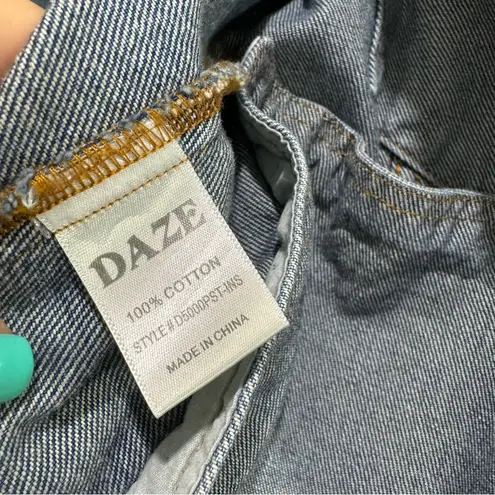 DAZE
100% COTTON
STYLE#D5000PST-INS
MADE IN CHINA